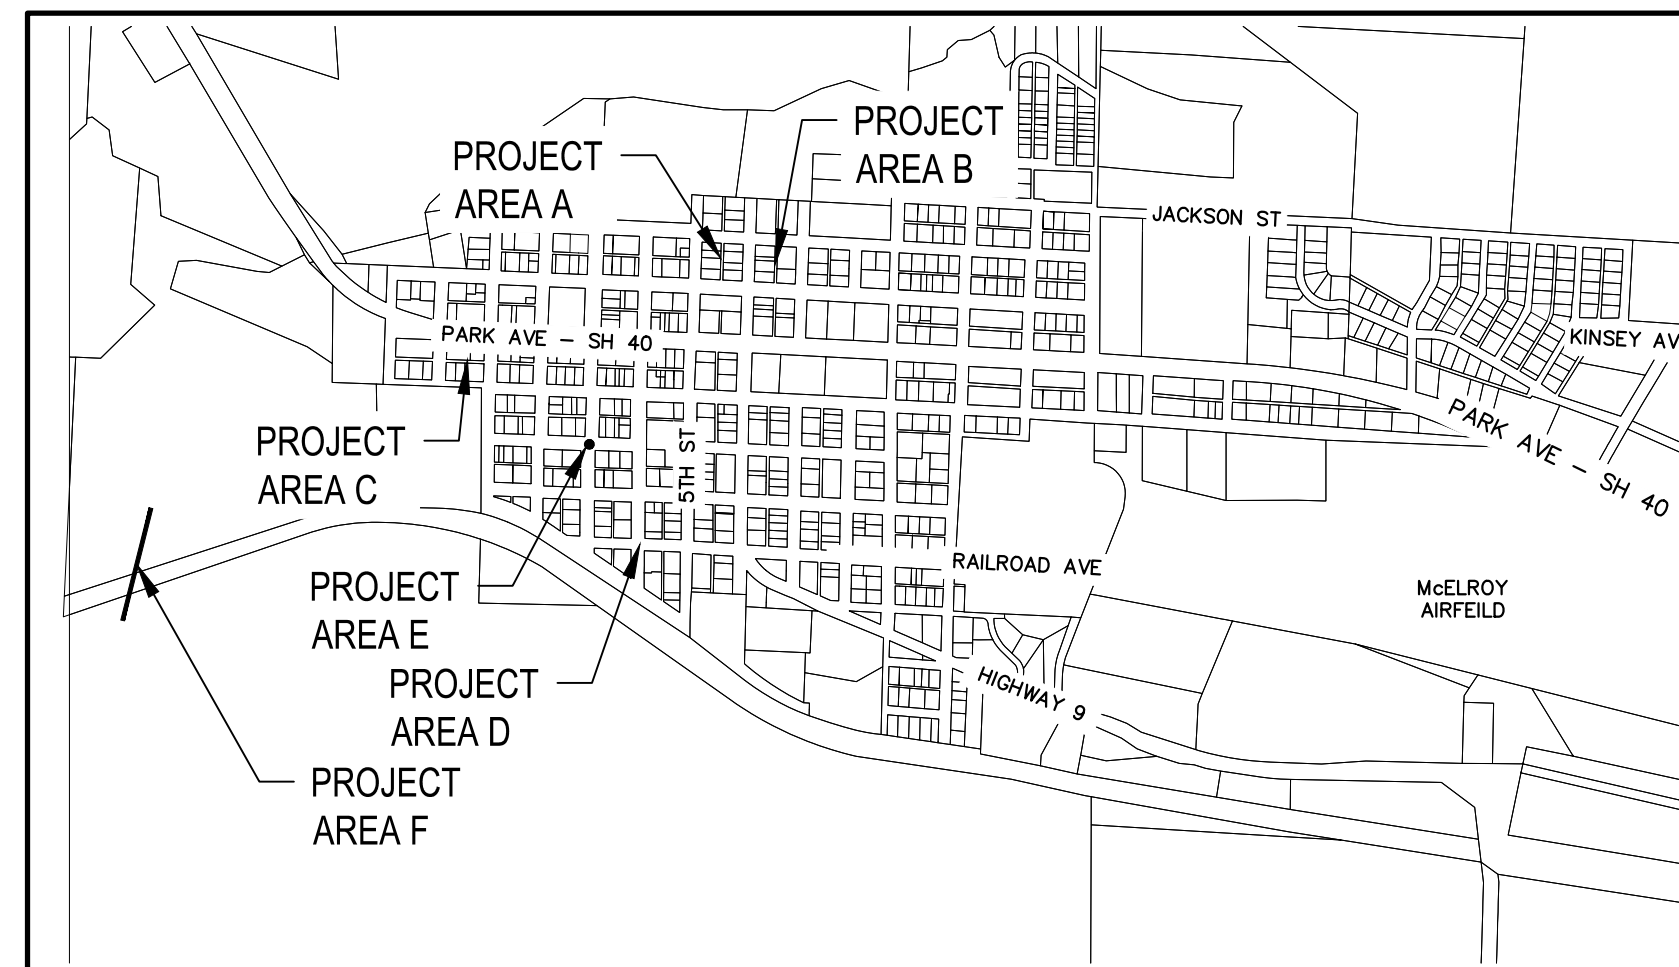 PROJECT
AREA B
PROJECT
AREA A
JACKSON ST
PARK AVE - SH 40
KINSEY AV
PARK AVE - SH 40
PROJECT
AREA C
5TH ST
RAILROAD AVE
PROJECT
AREA E
McELROY
AIRFEILD
PROJECT
AREA D
HIGHWAY 9
PROJECT
AREA F